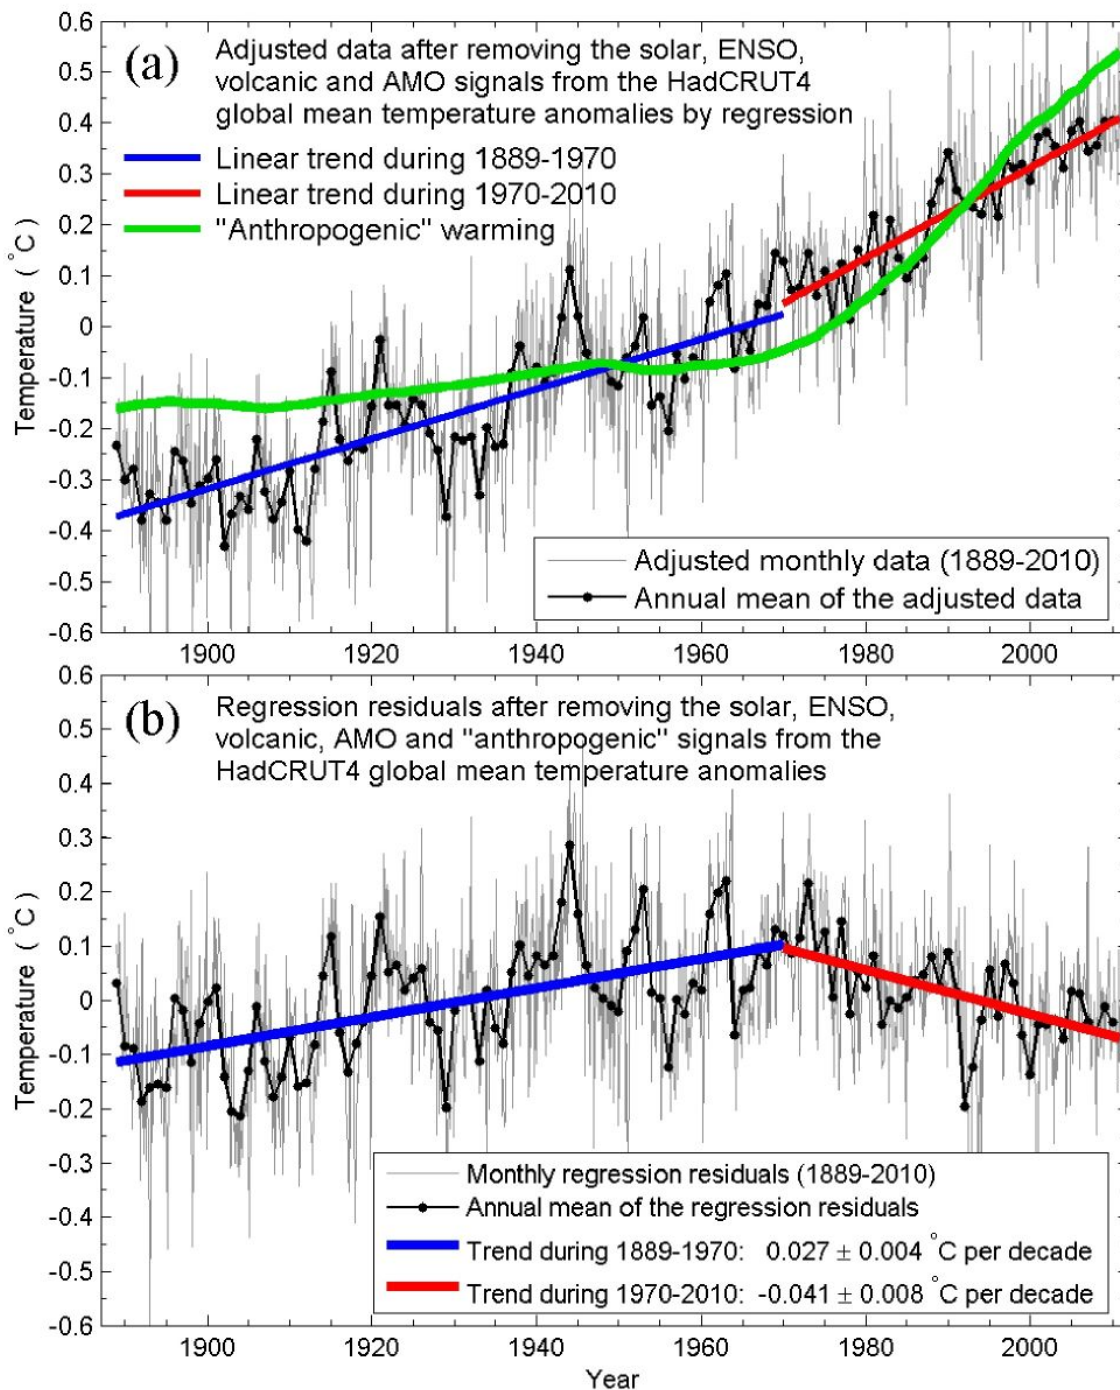 (a)
Adjusted data after removing the solar, ENSO,
volcanic and AMO signals from the HadCRUT4
global mean temperature anomalies by regression
Linear trend during 1889-1970
Linear trend during 1970-2010
"Anthropogenic" warming
Adjusted monthly data (1889-2010)
Annual mean of the adjusted data
Temperature ( °C )
0.6
0.5
0.4
0.3
0.2
0.1
0
-0.1
-0.2
-0.3
-0.4
-0.5
-0.6
1900 1920 1940 1960 1980 2000
(b)
Regression residuals after removing the solar, ENSO,
volcanic, AMO and "anthropogenic" signals from the
HadCRUT4 global mean temperature anomalies
Monthly regression residuals (1889-2010)
Annual mean of the regression residuals
Trend during 1889-1970: 0.027 ± 0.004 °C per decade
Trend during 1970-2010: -0.041 ± 0.008 °C per decade
Temperature ( °C )
0.6
0.5
0.4
0.3
0.2
0.1
0
-0.1
-0.2
-0.3
-0.4
-0.5
-0.6
1900 1920 1940 1960 1980 2000
Year